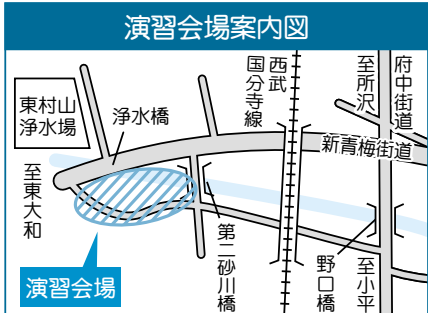 演習会場案内図
東村山
浄水場
浄水橋
西武
国分寺線
至所沢
府中街道
新青梅街道
至東大和
第二砂川橋
野口橋
至小平
演習会場